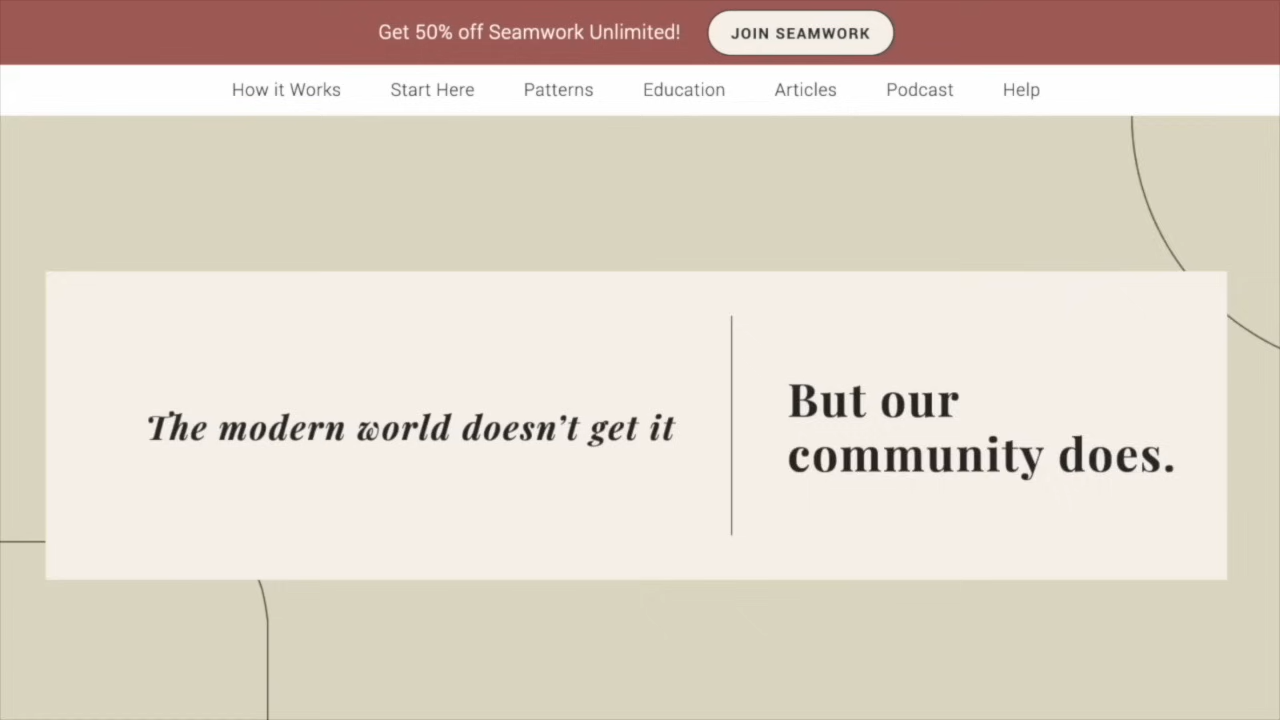 Get 50% off Seamwork Unlimited!
JOIN SEAMWORK
How it Works Start Here Patterns Education Articles Podcast Help
The modern world doesn’t get it
But our
community does.